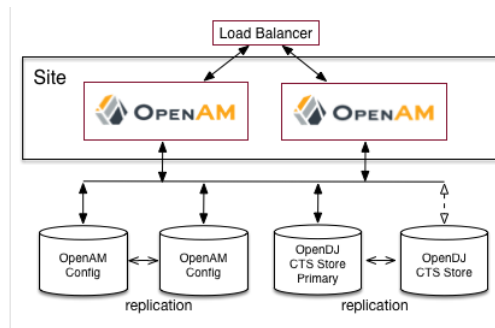 Load Balancer
Site
OPENAM
OPENAM
OpenAM
Config
OpenAM
Config
OpenDJ
CTS Store
Primary
OpenDJ
CTS Store
replication
replication